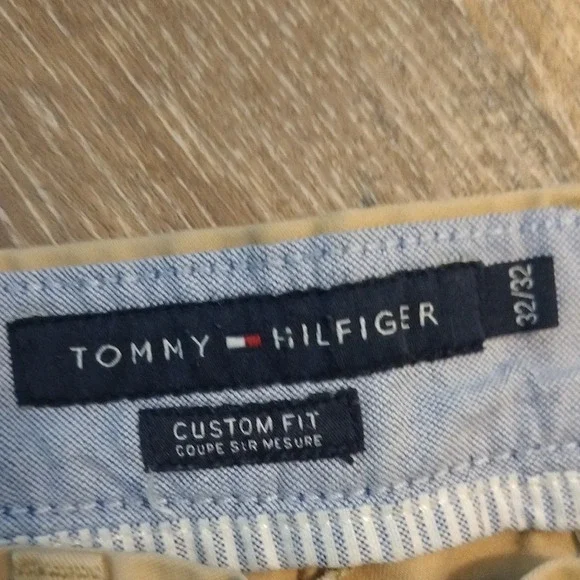 TOMMY HILFIGER
32/32
CUSTOM FIT
COUPE SUR MESURE